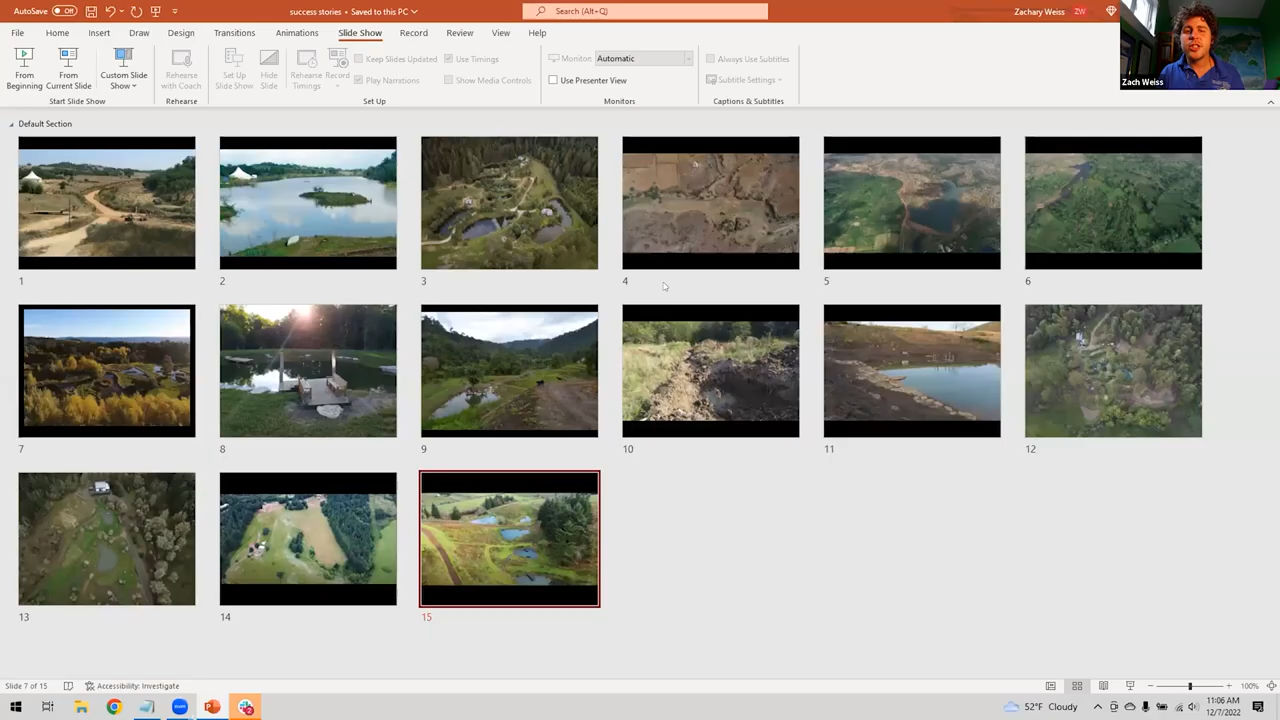 AutoSave Off success stories • Saved to this PC Search (Alt+Q) Zachary Weiss ZW
File Home Insert Draw Design Transitions Animations Slide Show Record Review View Help
From Beginning
From Current Slide
Custom Slide Show
Start Slide Show
Rehearse with Coach
Rehearse
Set Up Slide Show
Hide Slide
Rehearse Timings
Record
Keep Slides Updated
Play Narrations
Use Timings
Show Media Controls
Set Up
Monitor: Automatic
Use Presenter View
Monitors
Always Use Subtitles
Subtitle Settings
Captions & Subtitles
Zach Weiss
Default Section
1 2 3 4 5 6
7 8 9 10 11 12
13 14 15
Slide 7 of 15 Accessibility: Investigate 100%
52°F Cloudy
11:06 AM
12/7/2022